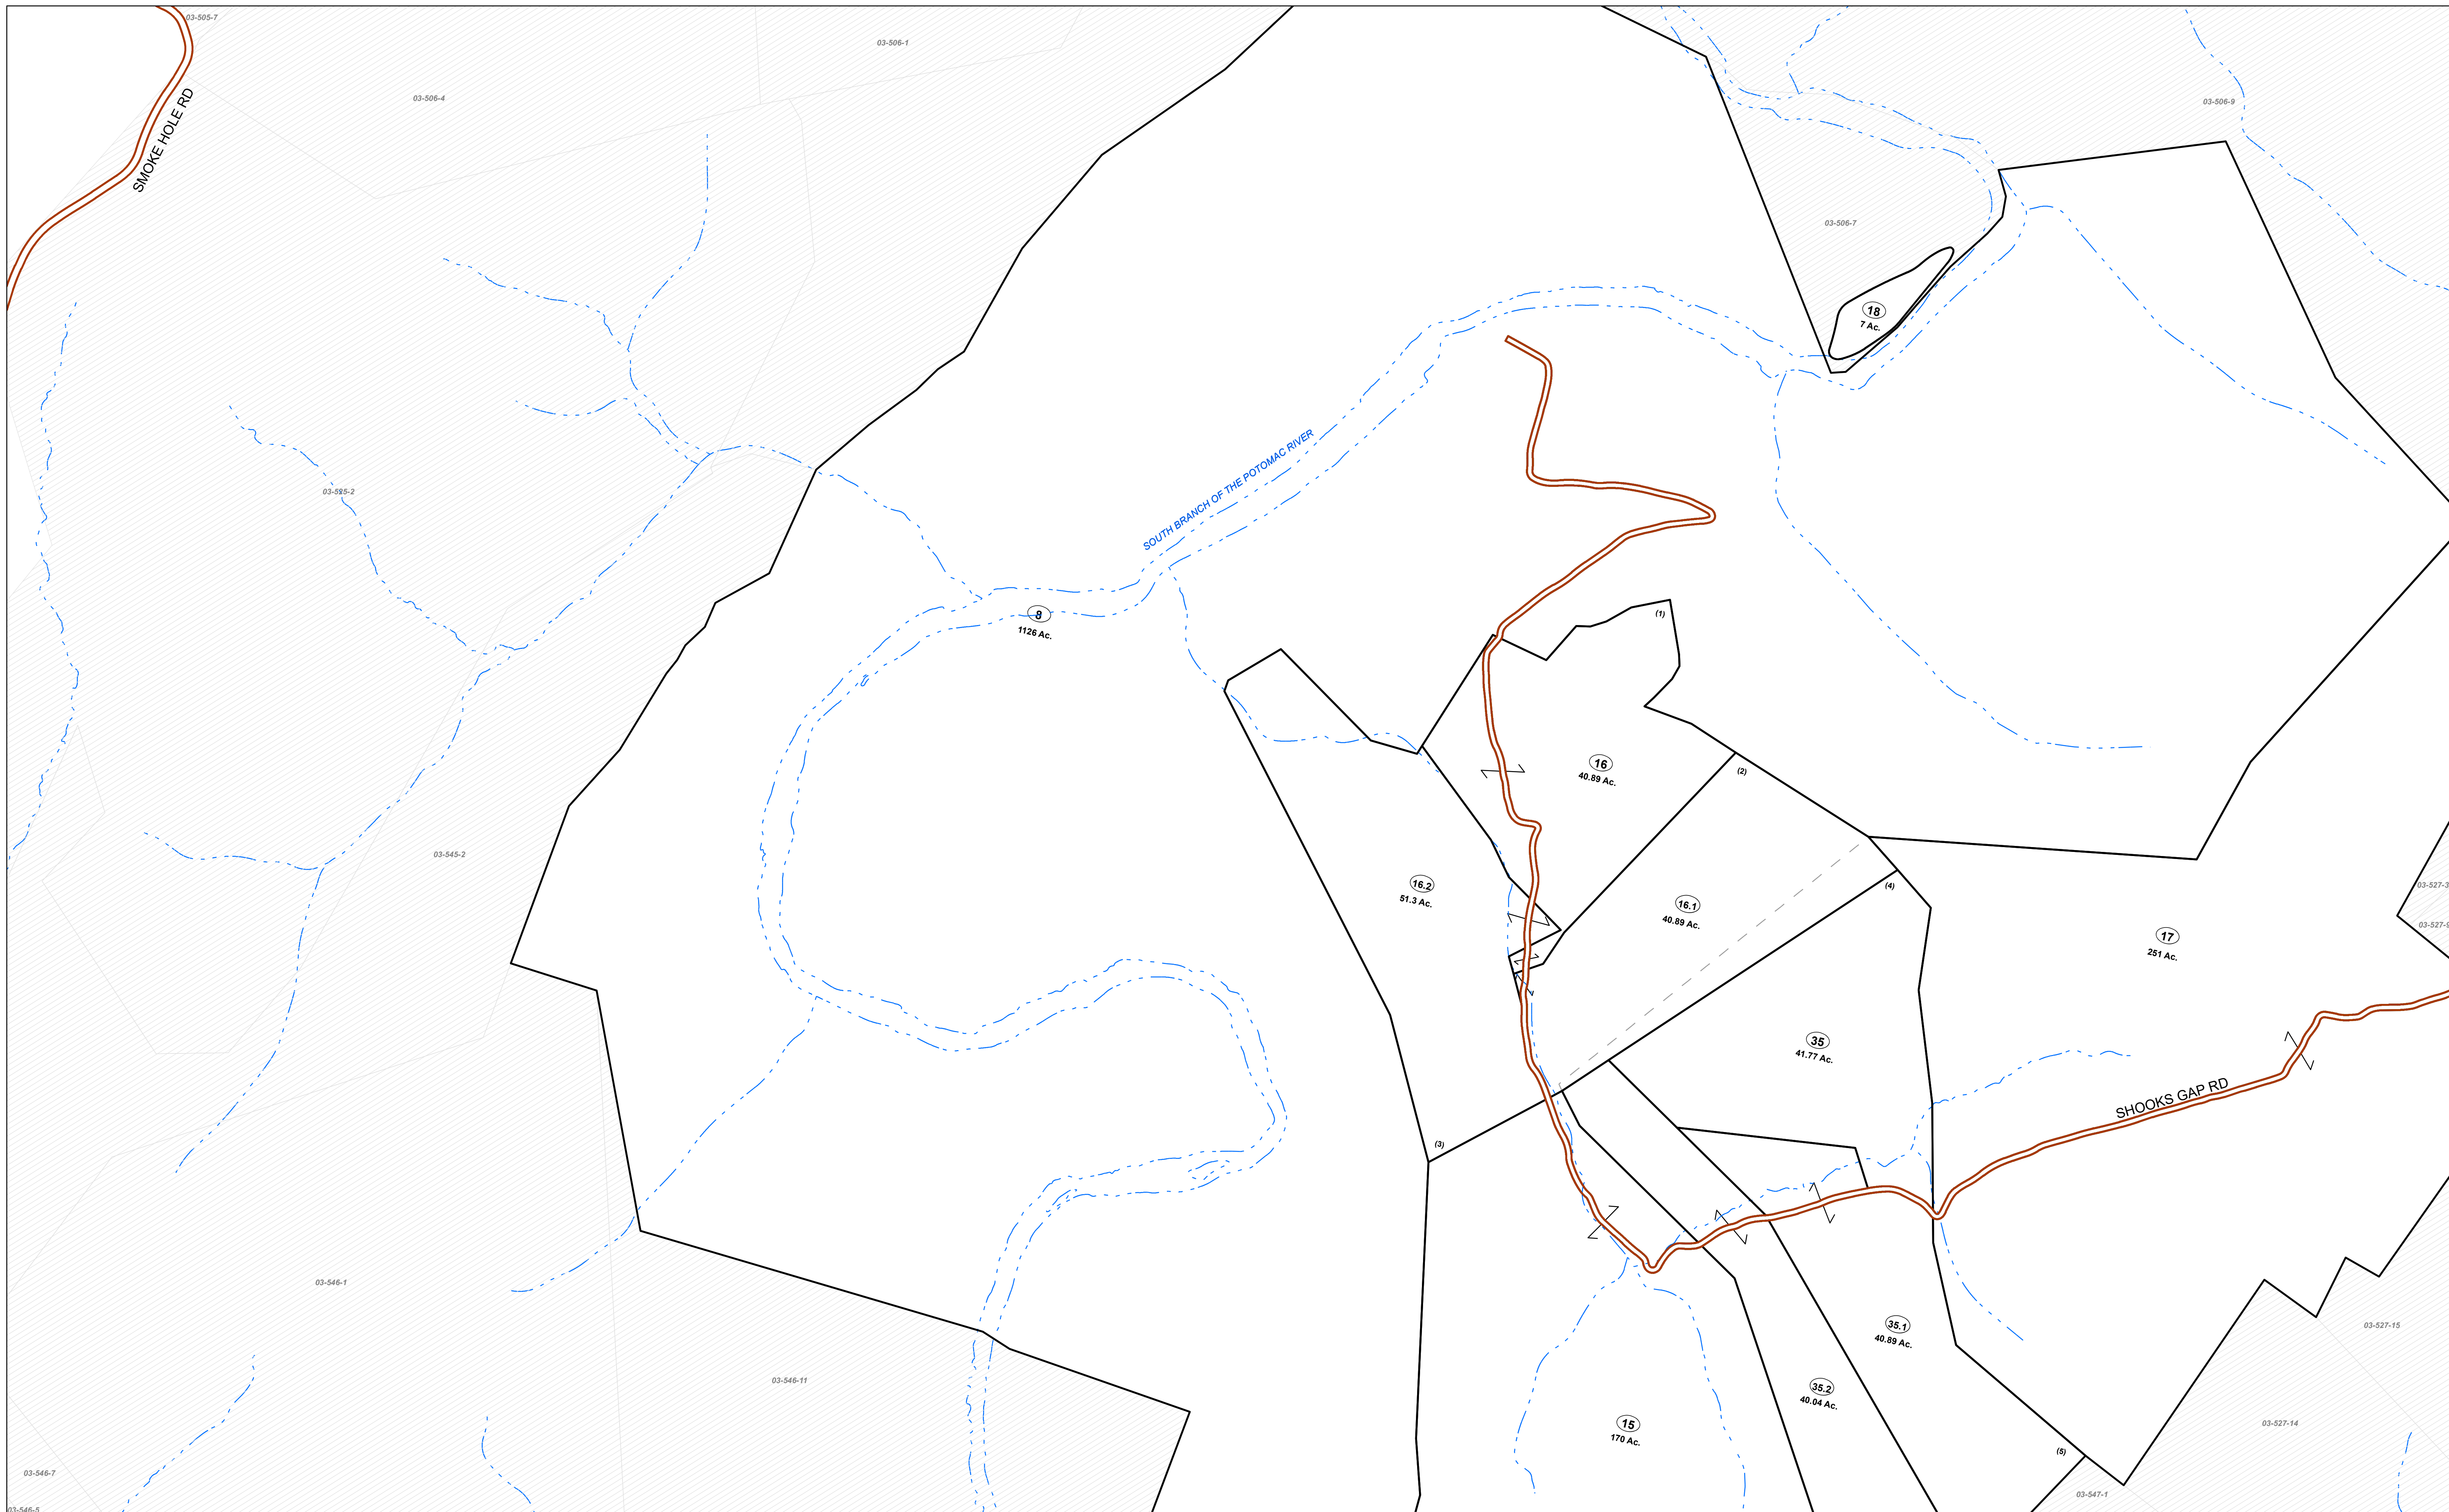 03-505-7
03-506-1
03-506-4
03-506-9
SMOKE HOLE RD
03-506-7
18
7 Ac.
SOUTH BRANCH OF THE POTOMAC RIVER
8
1126 Ac.
(1)
16
40.89 Ac.
(2)
03-545-2
16.2
51.3 Ac.
(4)
16.1
40.89 Ac.
03-527-3
03-527-9
17
251 Ac.
35
41.77 Ac.
SHOOKS GAP RD
(3)
03-546-1
35.1
40.89 Ac.
03-527-15
03-546-11
35.2
40.04 Ac.
15
170 Ac.
03-527-14
(5)
03-546-7
03-547-1
03-546-5